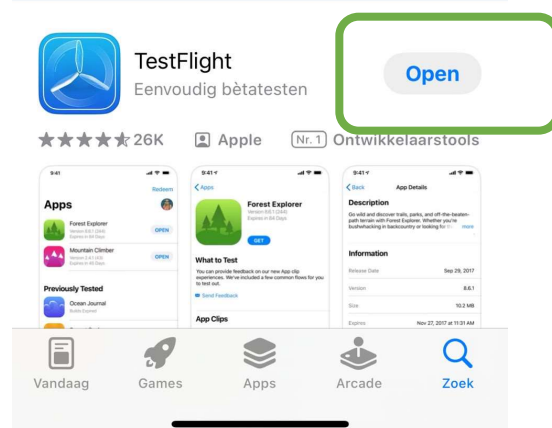 TestFlight
Eenvoudig bètatesten
Open
26K
Apple
Nr. 1 Ontwikkelaarstools
9:41
Redeem
Apps
Forest Explorer
OPEN
Mountain Climber
OPEN
Previously Tested
Ocean Journal
Builds Expired
9:41
Apps
Forest Explorer
Expires in 84 Days
GET
What to Test
You can provide feedback on our new App clip
experiences. We've included a few common flows for you
to test out.
Send Feedback
App Clips
9:41
Back
App Details
Description
Go wild and discover trails, parks, and off-the-beaten-
path terrain with Forest Explorer. Whether you're
bushwhacking in backcountry or looking for
more
Information
Release Date
Sep 29, 2017
Version
8.6.1
Size
10.2 MB
Expires
Nov 27, 2017 at 11:31 AM
Vandaag
Games
Apps
Arcade
Zoek